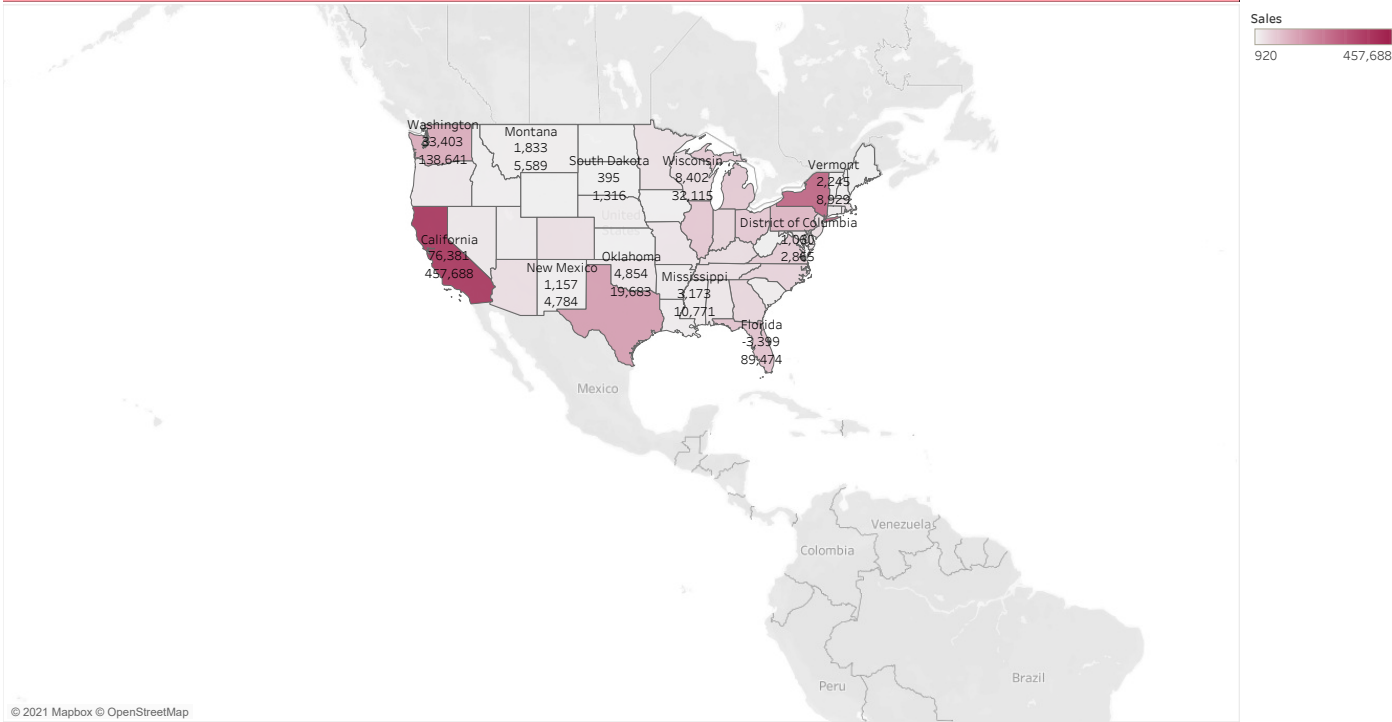 Sales
920 457,688
Washington
33,403
138,641
Montana
1,833
5,589
South Dakota
395
1,316
Wisconsin
8,402
32,115
Vermont
2,245
8,929
United
States
District of Columbia
1,060
2,865
California
76,381
457,688
New Mexico
1,157
4,784
Oklahoma
4,854
19,683
Mississippi
3,173
10,771
Florida
-3,399
89,474
Mexico
Venezuela
Colombia
Peru
Brazil
© 2021 Mapbox © OpenStreetMap